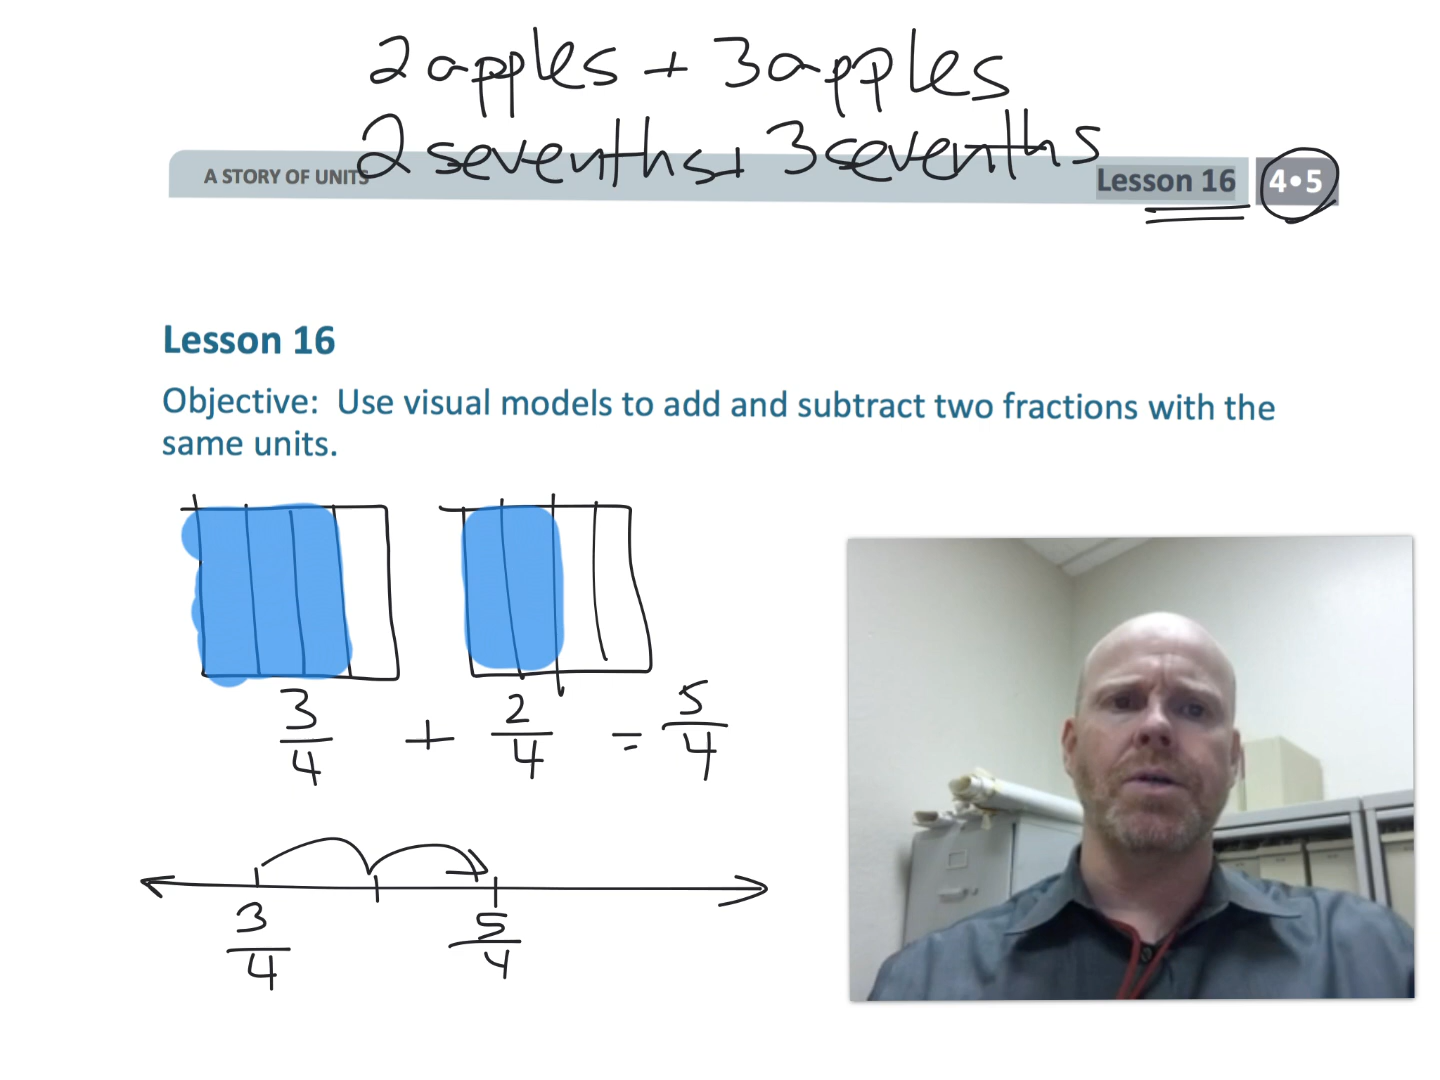 2 apples + 3 apples
2 sevenths + 3 sevenths
A STORY OF UNITS
Lesson 16
4•5
Lesson 16
Objective: Use visual models to add and subtract two fractions with the
same units.
3/4 + 2/4 = 5/4
3/4 5/4